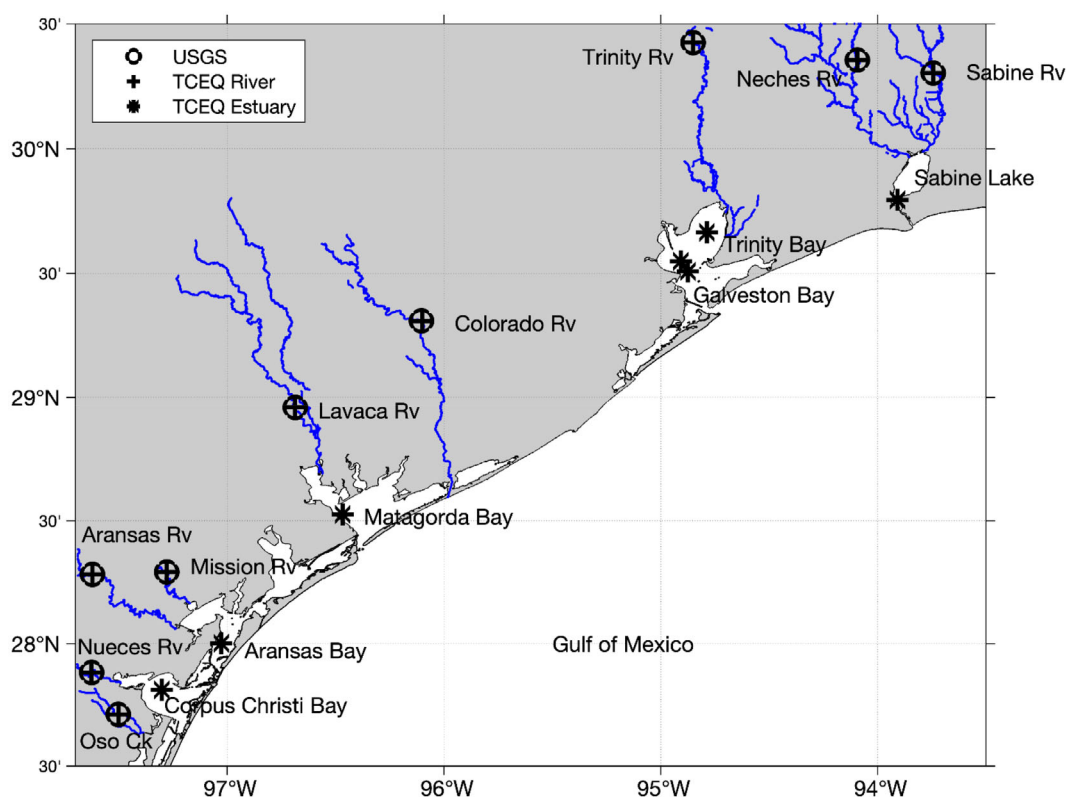 30'
USGS
TCEQ River
TCEQ Estuary
Trinity Rv
Neches Rv
Sabine Rv
30°N
Sabine Lake
Trinity Bay
30'
Galveston Bay
Colorado Rv
29°N
Lavaca Rv
30'
Matagorda Bay
Aransas Rv
Mission Rv
28°N
Nueces Rv
Aransas Bay
Gulf of Mexico
Corpus Christi Bay
Oso Ck
30'
97°W
96°W
95°W
94°W